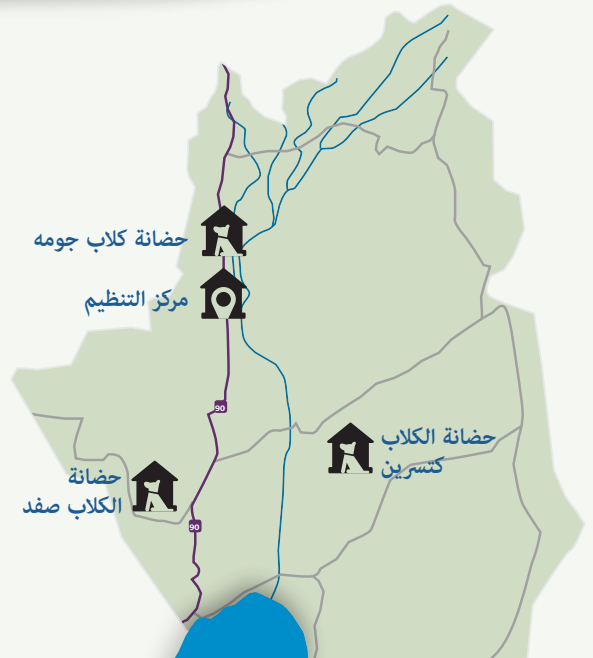 حضانة كلاب جومه
مركز التنظيم
90
حضانة الكلاب
كتسرين
حضانة
الكلاب صفد
90